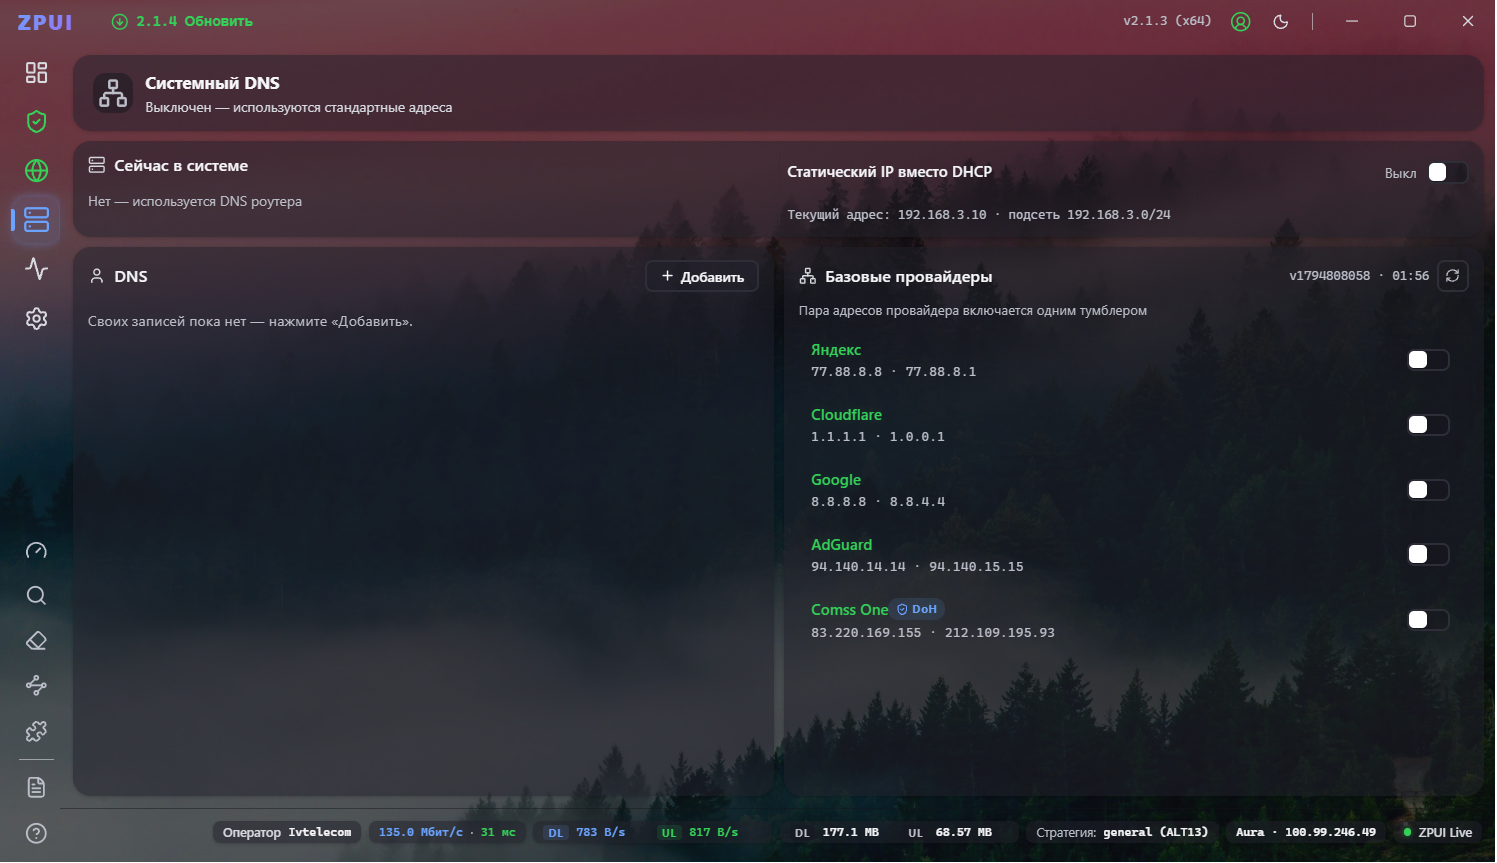 ZPUI
2.1.4 Обновить
v2.1.3 (x64)
Системный DNS
Выключен — используются стандартные адреса
Сейчас в системе
Нет — используется DNS роутера
Статический IP вместо DHCP
Выкл
Текущий адрес: 192.168.3.10 · подсеть 192.168.3.0/24
DNS
+ Добавить
Своих записей пока нет — нажмите «Добавить».
Базовые провайдеры
v1794808058 · 01:56
Пара адресов провайдера включается одним тумблером
Яндекс
77.88.8.8 · 77.88.8.1
Cloudflare
1.1.1.1 · 1.0.0.1
Google
8.8.8.8 · 8.8.4.4
AdGuard
94.140.14.14 · 94.140.15.15
Comss One DoH
83.220.169.155 · 212.109.195.93
Оператор Ivtelecom 135.0 Мбит/с · 31 мс DL 783 B/s UL 817 B/s DL 177.1 MB UL 68.57 MB Стратегия: general (ALT13) Aura · 100.99.246.49 ZPUI Live